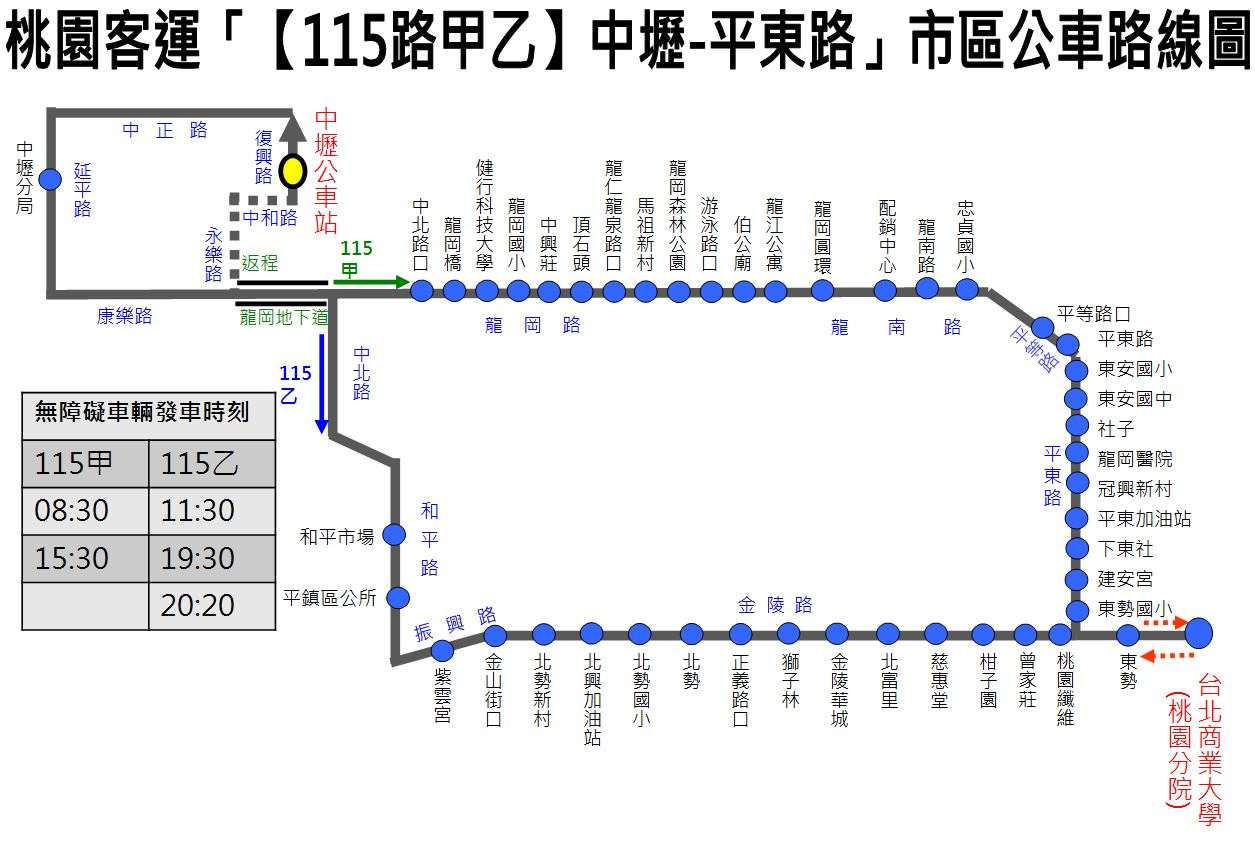 桃園客運「【115路甲乙】中壢-平東路」市區公車路線圖
中正路
復興路
中壢公車站
中壢分局
延平路
中和路
永樂路
返程
115
甲
康樂路
龍岡地下道
中北路口
龍岡橋
健行科技大學
龍岡國小
中興莊
頂石頭
龍仁龍泉路口
馬祖新村
龍岡森林公園
游泳路口
伯公廟
龍江公寓
龍岡圓環
配銷中心
龍南路
忠貞國小
龍岡路
龍南路
平等路口
平等路
平東路
東安國小
東安國中
社子
龍岡醫院
冠興新村
平東加油站
下東社
建安宮
東勢國小
平東路
115
乙
中北路
無障礙車輛發車時刻
115甲 115乙
08:30 11:30
15:30 19:30
20:20
和平市場
和平路
平鎮區公所
振興路
金陵路
紫雲宮
金山街口
北勢新村
北興加油站
北勢國小
北勢
正義路口
獅子林
金陵華城
北富里
慈惠堂
柑子園
曾家莊
桃園纖維
東勢
台北商業大學
(桃園分院)